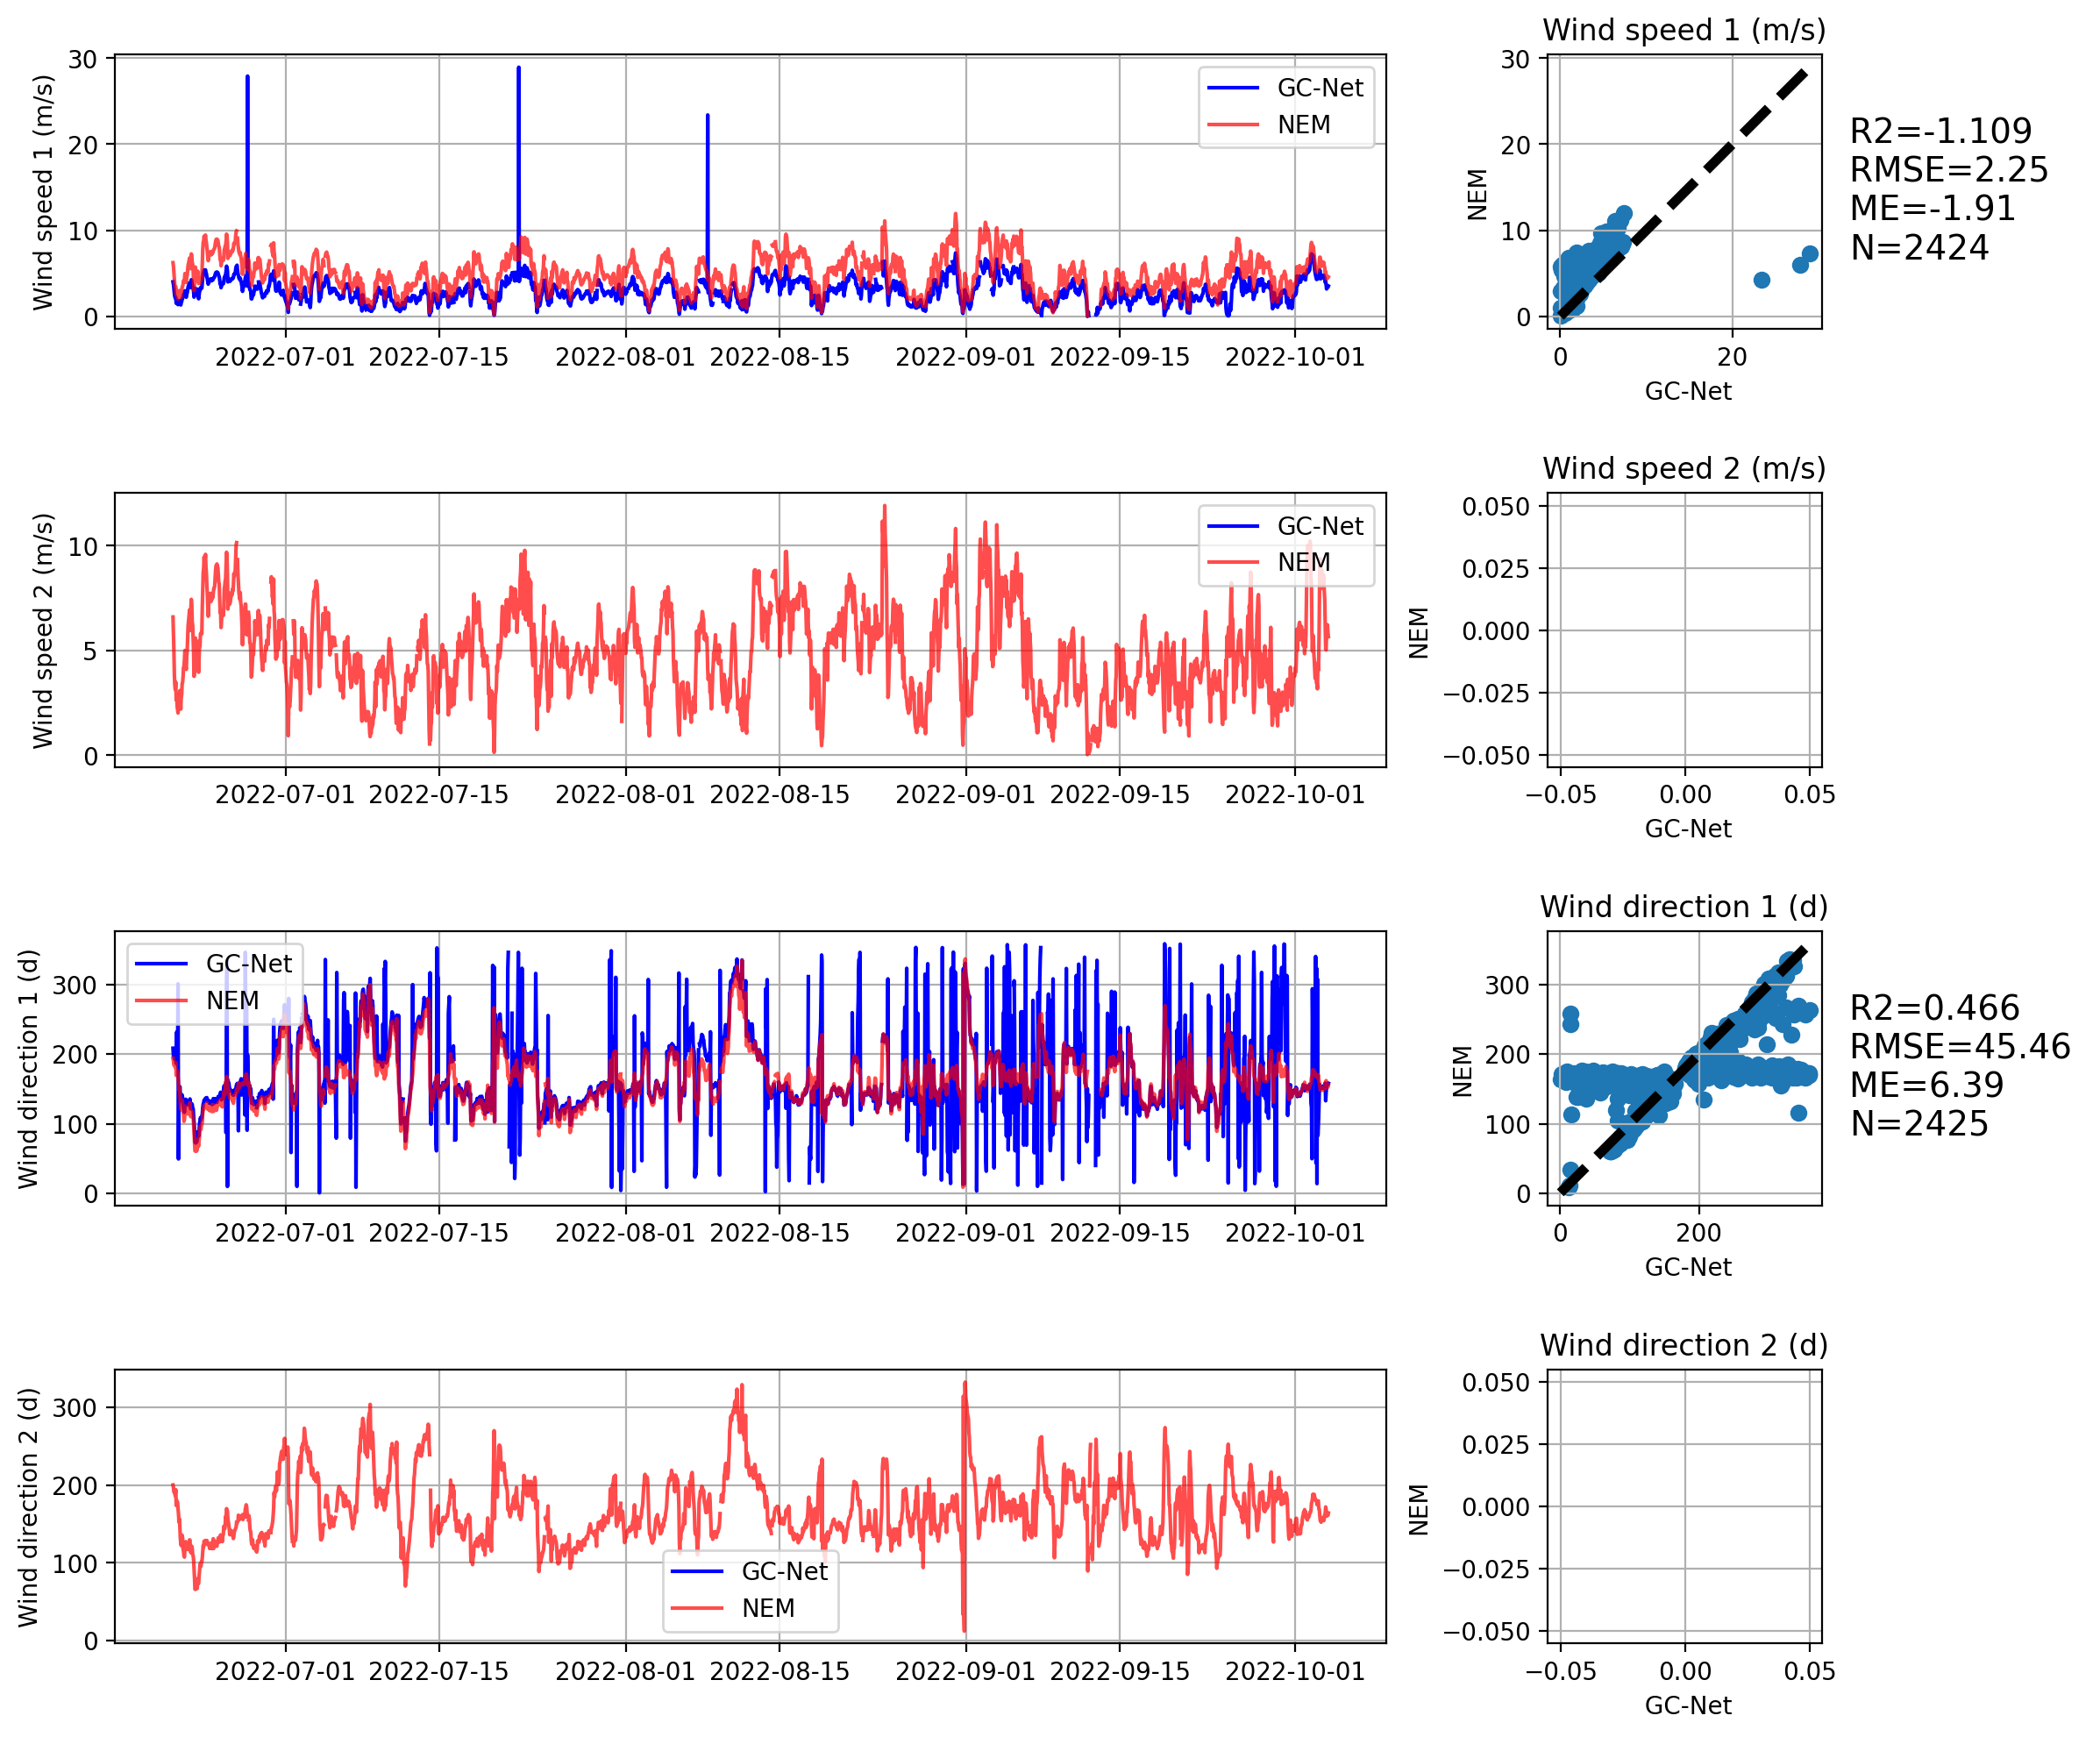 Wind speed 1 (m/s)
30
20
10
0
GC-Net
NEM
2022-07-01 2022-07-15 2022-08-01 2022-08-15 2022-09-01 2022-09-15 2022-10-01
Wind speed 1 (m/s)
NEM
30
20
10
0
0 20
GC-Net
R2=-1.109
RMSE=2.25
ME=-1.91
N=2424
Wind speed 2 (m/s)
10
5
0
GC-Net
NEM
2022-07-01 2022-07-15 2022-08-01 2022-08-15 2022-09-01 2022-09-15 2022-10-01
Wind speed 2 (m/s)
NEM
0.050
0.025
0.000
−0.025
−0.050
−0.05 0.00 0.05
GC-Net
Wind direction 1 (d)
300
200
100
0
GC-Net
NEM
2022-07-01 2022-07-15 2022-08-01 2022-08-15 2022-09-01 2022-09-15 2022-10-01
Wind direction 1 (d)
NEM
300
200
100
0
0 200
GC-Net
R2=0.466
RMSE=45.46
ME=6.39
N=2425
Wind direction 2 (d)
300
200
100
0
GC-Net
NEM
2022-07-01 2022-07-15 2022-08-01 2022-08-15 2022-09-01 2022-09-15 2022-10-01
Wind direction 2 (d)
NEM
0.050
0.025
0.000
−0.025
−0.050
−0.05 0.00 0.05
GC-Net